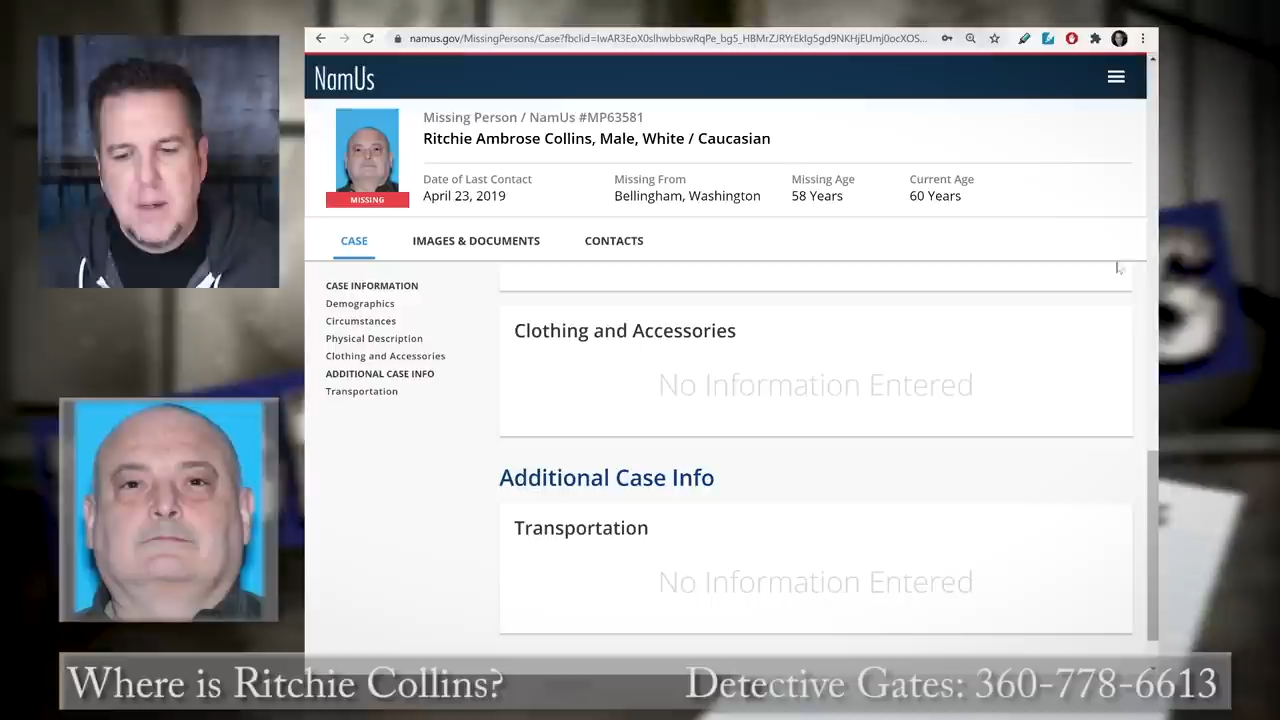 namus.gov/MissingPersons/Case?fbclid=IwAR3EoX0slhwbbswRqPe_bg5_HBMrZJRYrEkIg5gd9NKHjEUmj0ocXOS...
NamUs
Missing Person / NamUs #MP63581
Ritchie Ambrose Collins, Male, White / Caucasian
Date of Last Contact Missing From Missing Age Current Age
April 23, 2019 Bellingham, Washington 58 Years 60 Years
MISSING
CASE IMAGES & DOCUMENTS CONTACTS
CASE INFORMATION
Demographics
Circumstances
Physical Description
Clothing and Accessories
ADDITIONAL CASE INFO
Transportation
Clothing and Accessories
No Information Entered
Additional Case Info
Transportation
No Information Entered
Where is Ritchie Collins? Detective Gates: 360-778-6613